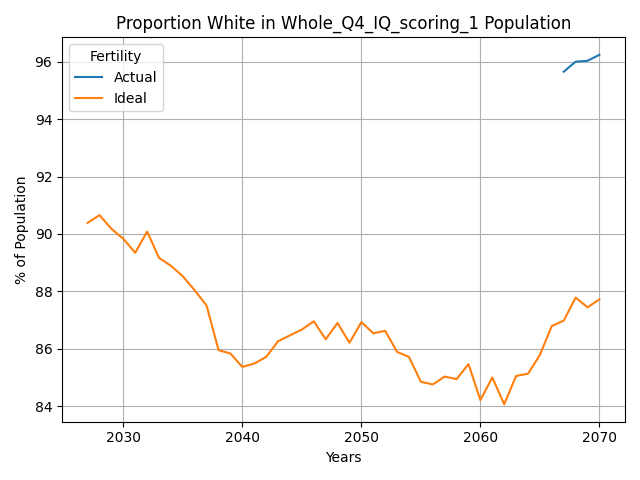 Proportion White in Whole_Q4_IQ_scoring_1 Population
Fertility
Actual
Ideal
% of Population
96
94
92
90
88
86
84
2030
2040
2050
2060
2070
Years